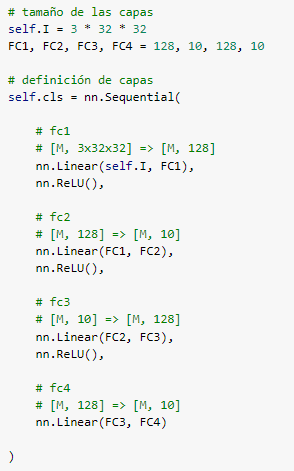 # tamaño de las capas
self.I = 3 * 32 * 32
FC1, FC2, FC3, FC4 = 128, 10, 128, 10

# definición de capas
self.cls = nn.Sequential(

    # fc1
    # [M, 3x32x32] => [M, 128]
    nn.Linear(self.I, FC1),
    nn.ReLU(),

    # fc2
    # [M, 128] => [M, 10]
    nn.Linear(FC1, FC2),
    nn.ReLU(),

    # fc3
    # [M, 10] => [M, 128]
    nn.Linear(FC2, FC3),
    nn.ReLU(),

    # fc4
    # [M, 128] => [M, 10]
    nn.Linear(FC3, FC4)

)